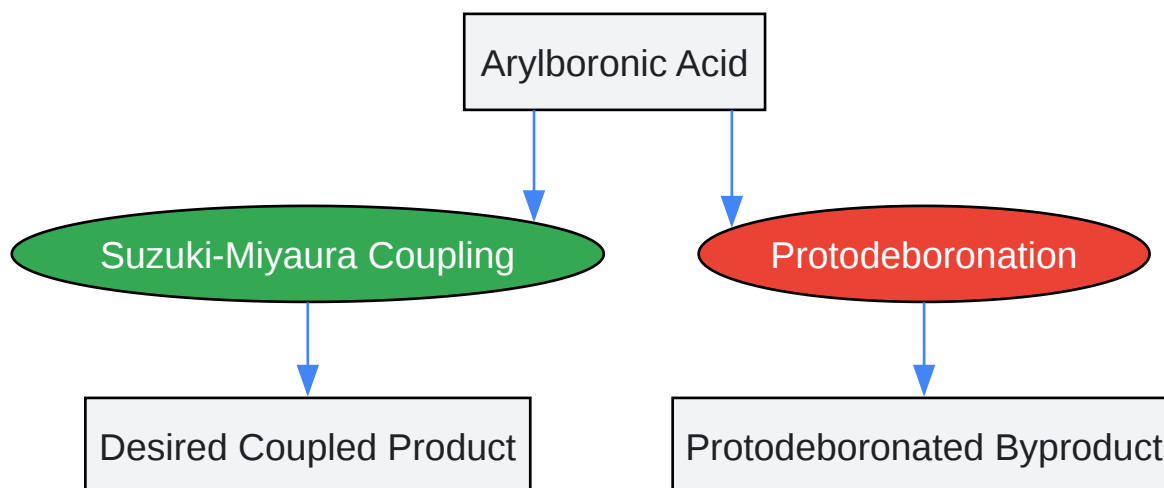 Arylboronic Acid
Suzuki-Miyaura Coupling
Protodeboronation
Desired Coupled Product
Protodeboronated Byproduct